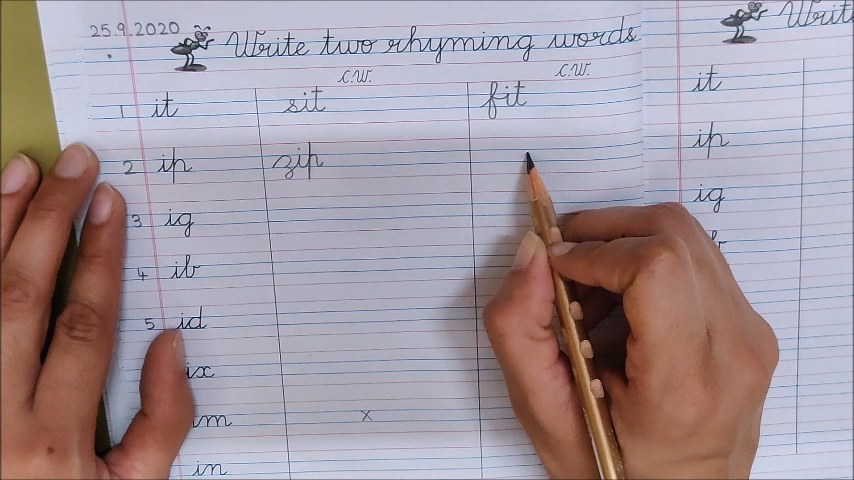 25.9.2020
Write two rhyming words
c.w. c.w.
1 it sit fit
2 ip zip
3 ig
4 ib
5 id
ix
im x
in
Writ
it
ip
ig